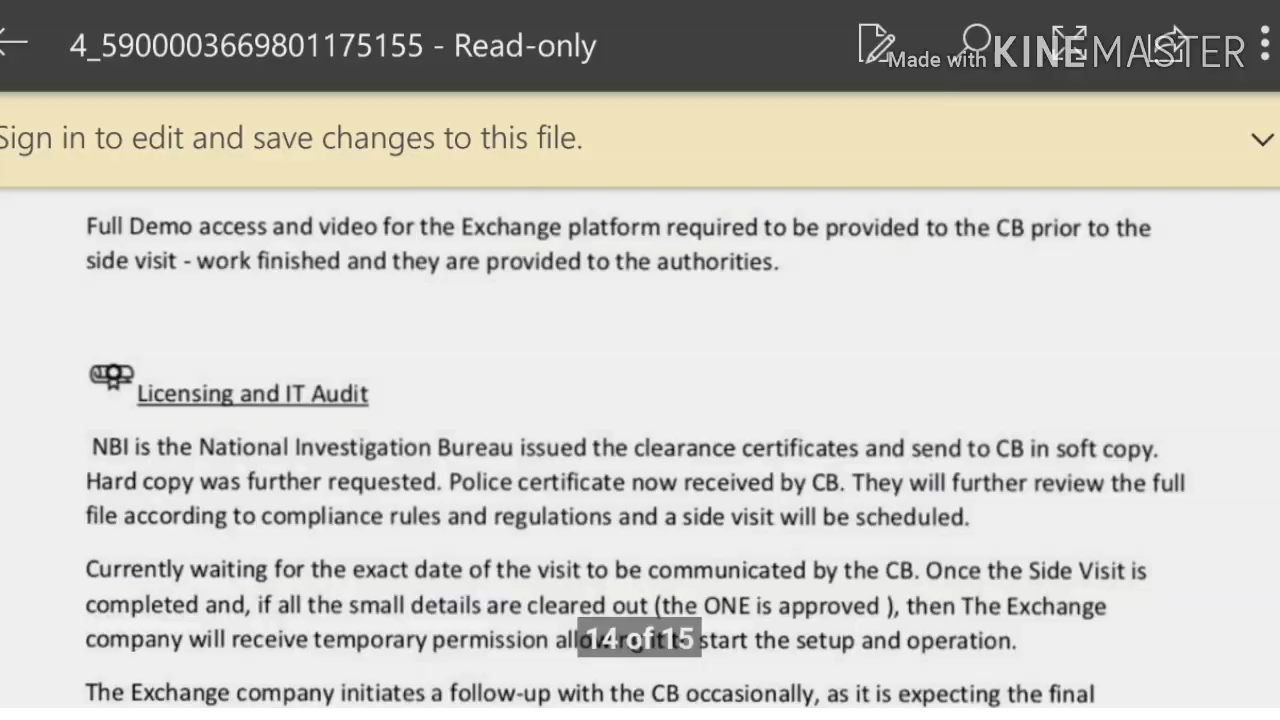 4_5900003669801175155 - Read-only
Made with KINEMASTER
Sign in to edit and save changes to this file.
Full Demo access and video for the Exchange platform required to be provided to the CB prior to the
side visit - work finished and they are provided to the authorities.
Licensing and IT Audit
NBI is the National Investigation Bureau issued the clearance certificates and send to CB in soft copy.
Hard copy was further requested. Police certificate now received by CB. They will further review the full
file according to compliance rules and regulations and a side visit will be scheduled.
Currently waiting for the exact date of the visit to be communicated by the CB. Once the Side Visit is
completed and, if all the small details are cleared out (the ONE is approved ), then The Exchange
company will receive temporary permission start the setup and operation.
14 of 15
The Exchange company initiates a follow-up with the CB occasionally, as it is expecting the final